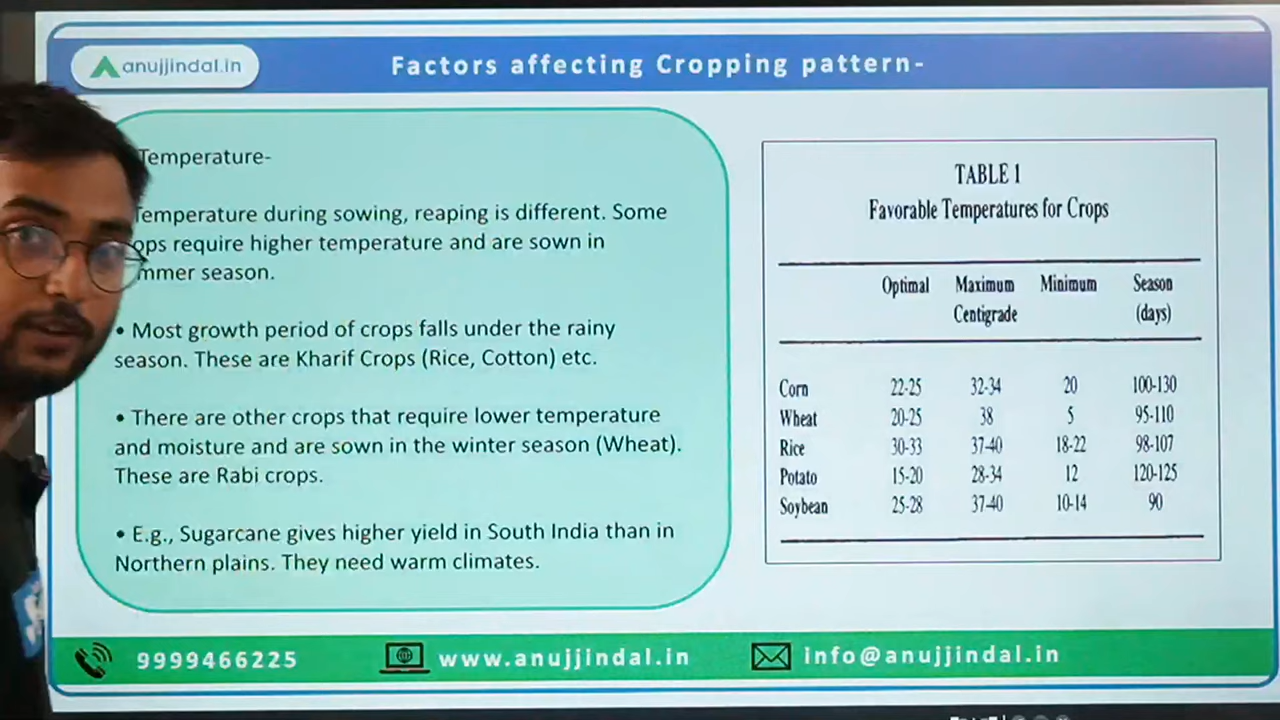 anujjindal.in
Factors affecting Cropping pattern-
Temperature-
Temperature during sowing, reaping is different. Some
ops require higher temperature and are sown in
mmer season.
• Most growth period of crops falls under the rainy
season. These are Kharif Crops (Rice, Cotton) etc.
• There are other crops that require lower temperature
and moisture and are sown in the winter season (Wheat).
These are Rabi crops.
• E.g., Sugarcane gives higher yield in South India than in
Northern plains. They need warm climates.
TABLE 1
Favorable Temperatures for Crops
Optimal Maximum Minimum Season
Centigrade (days)
Corn 22-25 32-34 20 100-130
Wheat 20-25 38 5 95-110
Rice 30-33 37-40 18-22 98-107
Potato 15-20 28-34 12 120-125
Soybean 25-28 37-40 10-14 90
9999466225 www.anujjindal.in info@anujjindal.in